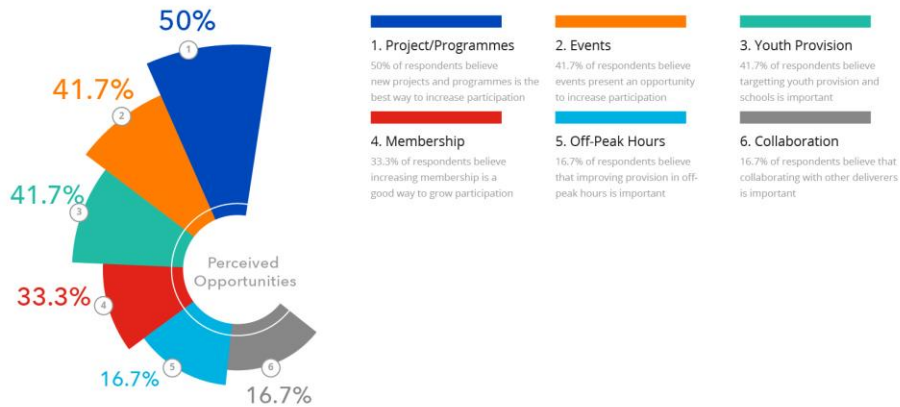 50%
1
41.7%
2
41.7%
3
Perceived
Opportunities
33.3%
4
16.7%
5
6
16.7%
1. Project/Programmes
50% of respondents believe
new projects and programmes is the
best way to increase participation
2. Events
41.7% of respondents believe
events present an opportunity
to increase participation
3. Youth Provision
41.7% of respondents believe
targetting youth provision and
schools is important
4. Membership
33.3% of respondents believe
increasing membership is a
good way to grow participation
5. Off-Peak Hours
16.7% of respondents believe
that improving provision in off-
peak hours is important
6. Collaboration
16.7% of respondents believe that
collaborating with other deliverers
is important